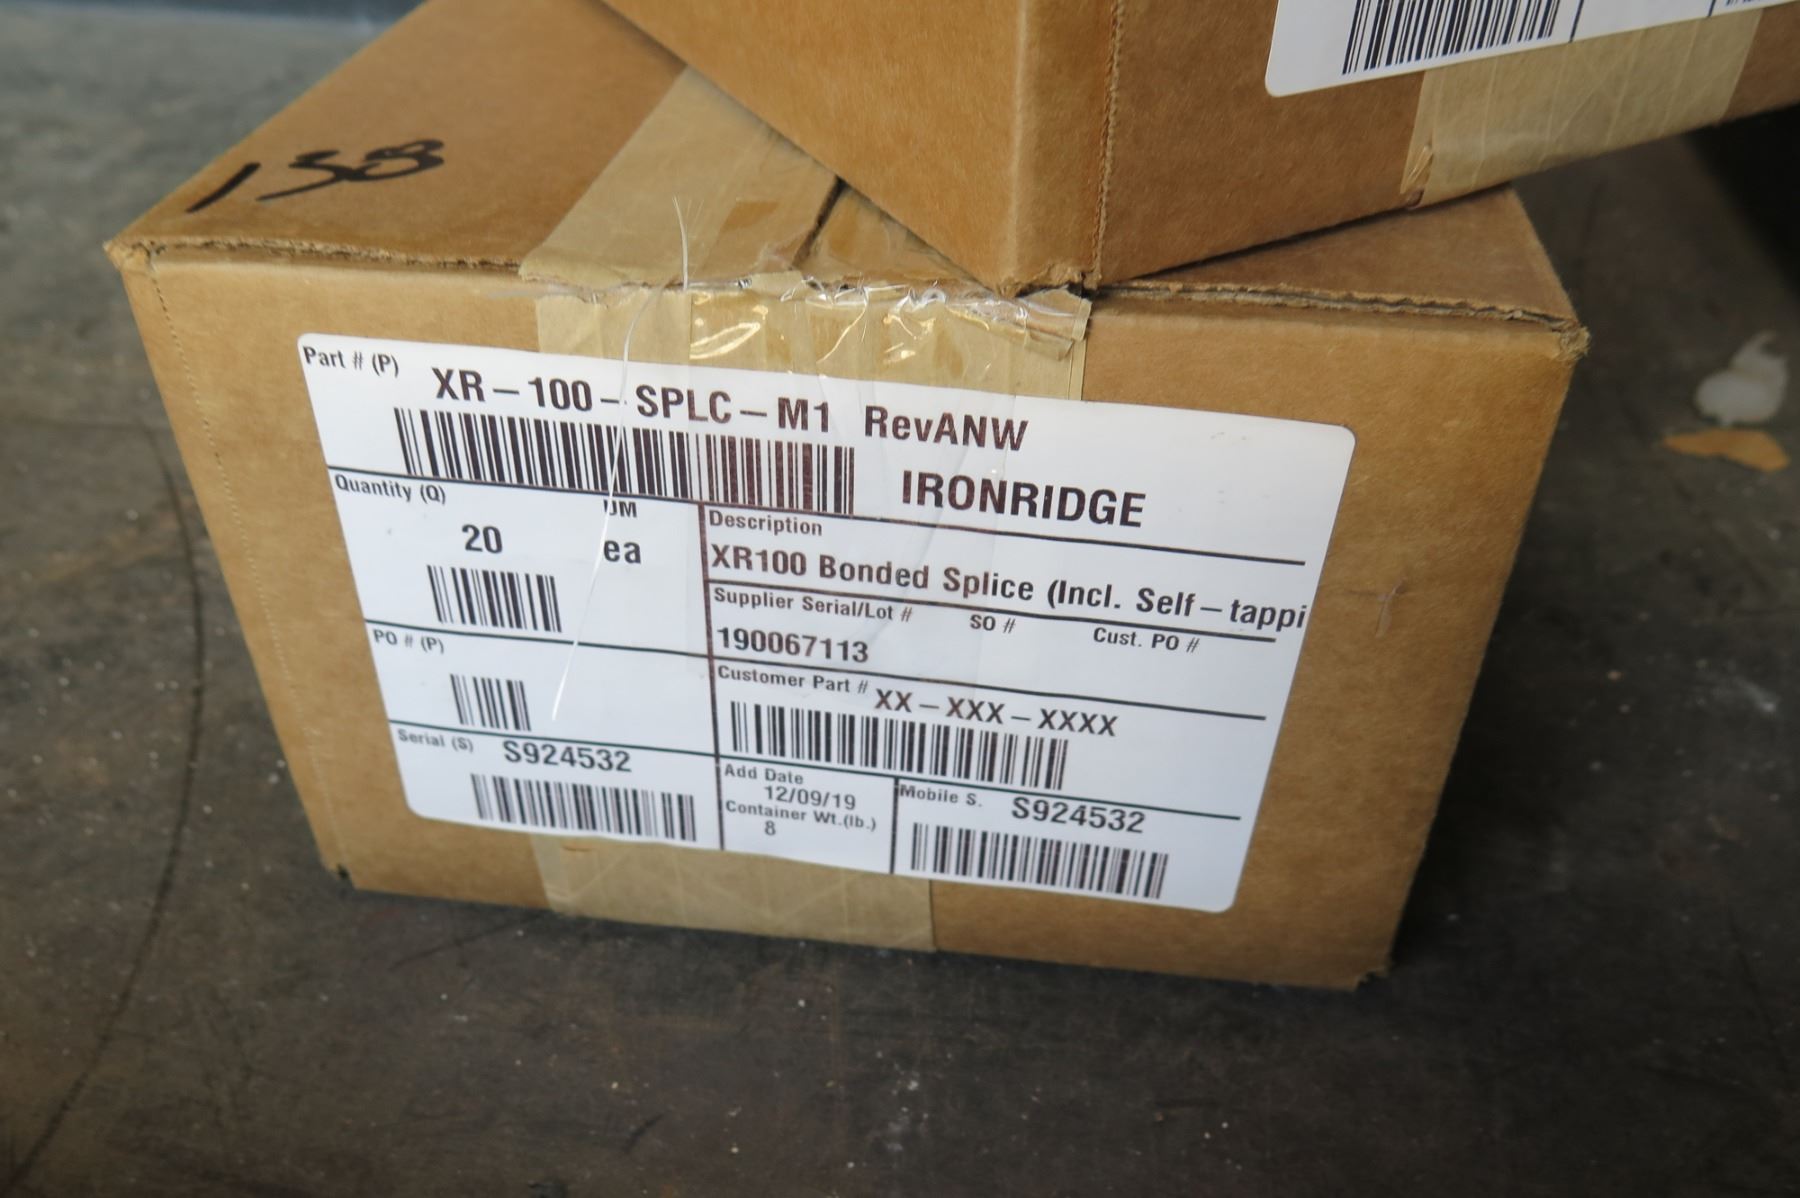 138
Part # (P)
XR-100-SPLC-M1 RevANW
IRONRIDGE
Quantity (Q)
UM
20 ea
Description
XR100 Bonded Splice (Incl. Self-tappi
Supplier Serial/Lot # SO # Cust. PO #
190067113
PO # (P)
Customer Part # XX-XXX-XXXX
Serial (S) S924532
Add Date
12/09/19
Container Wt.(lb.)
8
Mobile S. S924532